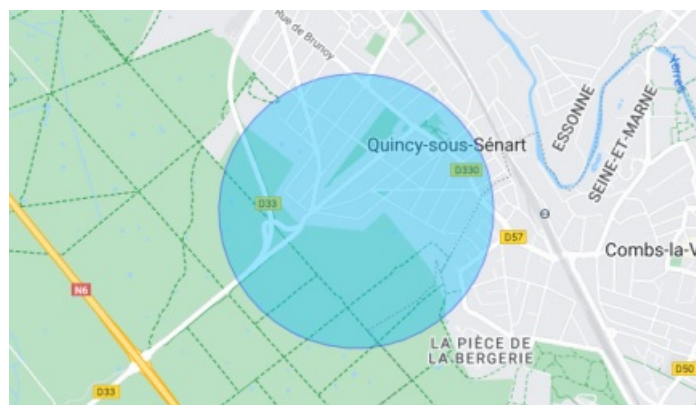 Rue de Brunoy
Yerres
ESSONNE
SEINE-ET-MARNE
Quincy-sous-Sénart
D330
D33
D57
Combs-la-V
N6
LA PIÈCE DE
LA BERGERIE
D33
D50